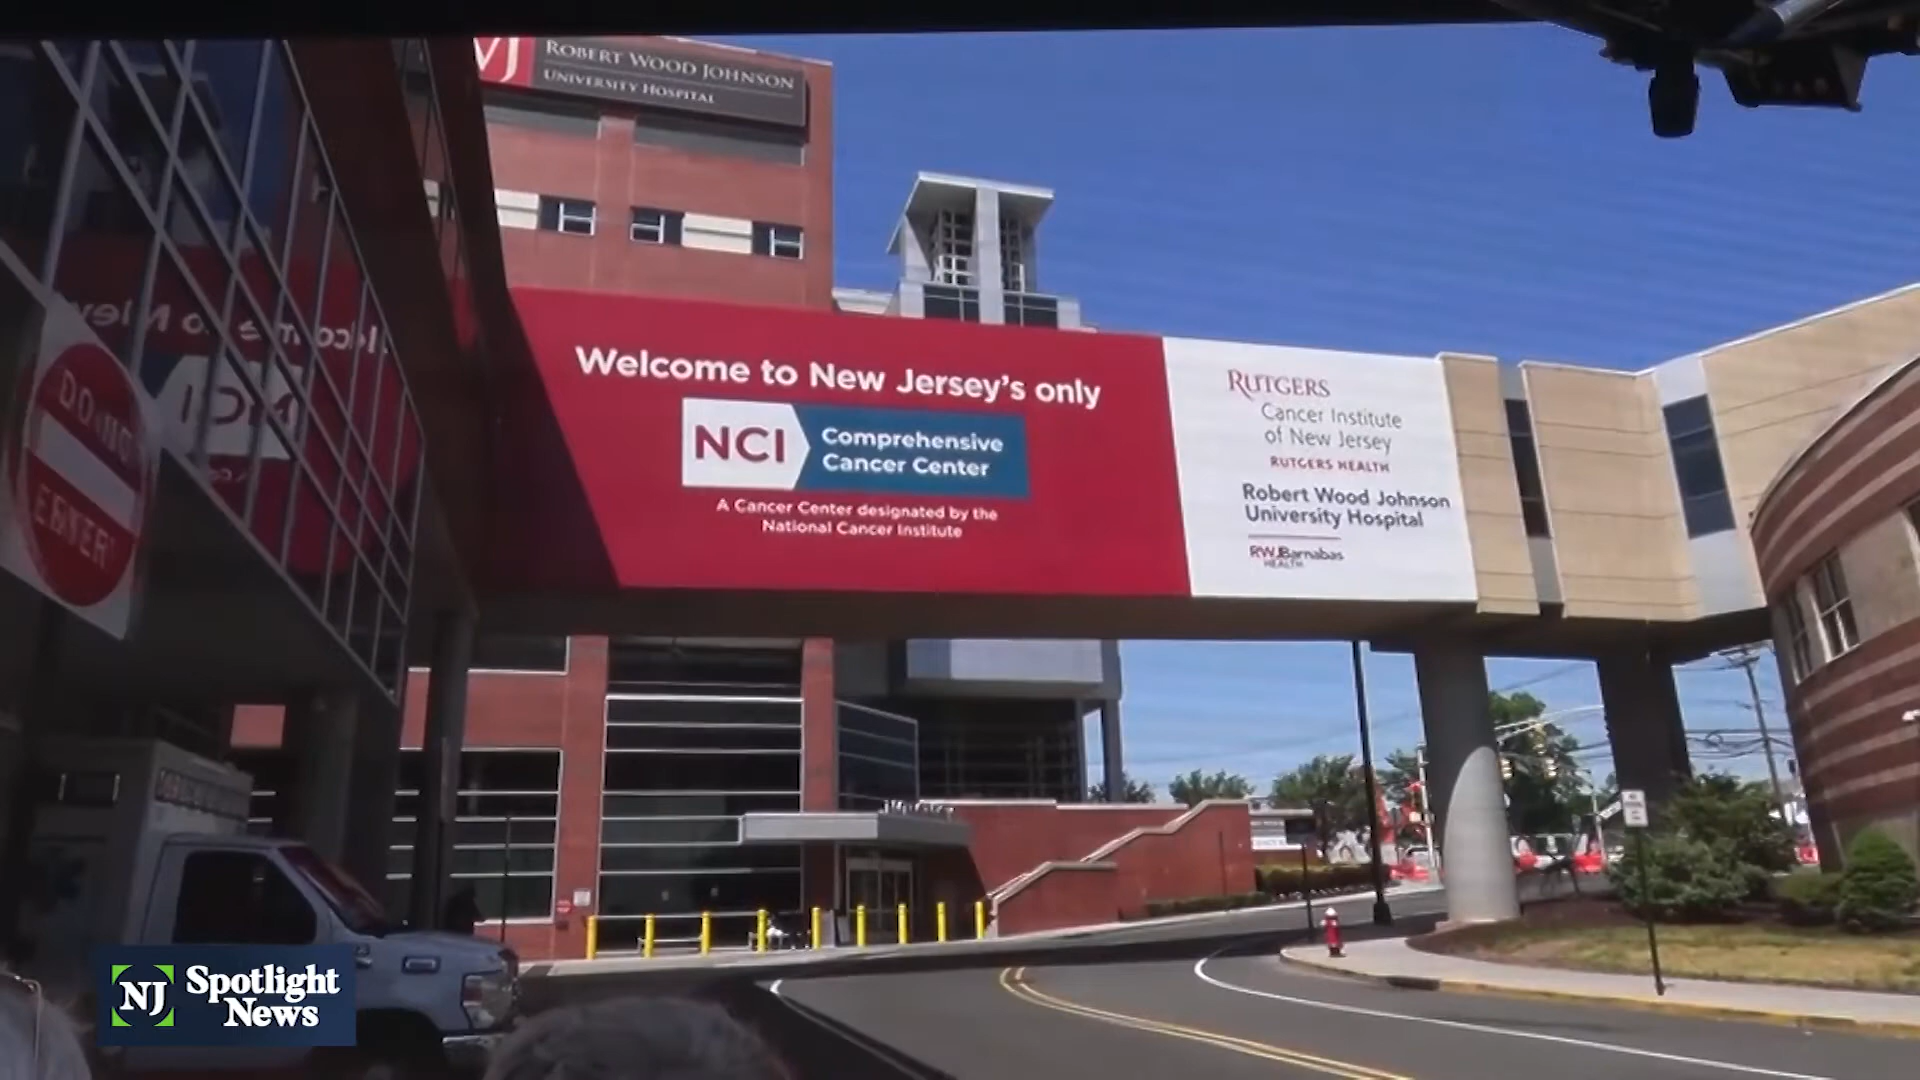 RWJ
ROBERT WOOD JOHNSON
UNIVERSITY HOSPITAL
Welcome to New Jersey's only
NCI
Comprehensive
Cancer Center
A Cancer Center designated by the
National Cancer Institute
RUTGERS
Cancer Institute
of New Jersey
RUTGERS HEALTH
Robert Wood Johnson
University Hospital
RWJBarnabas
HEALTH
DO NOT
ENTER
NJ
Spotlight
News